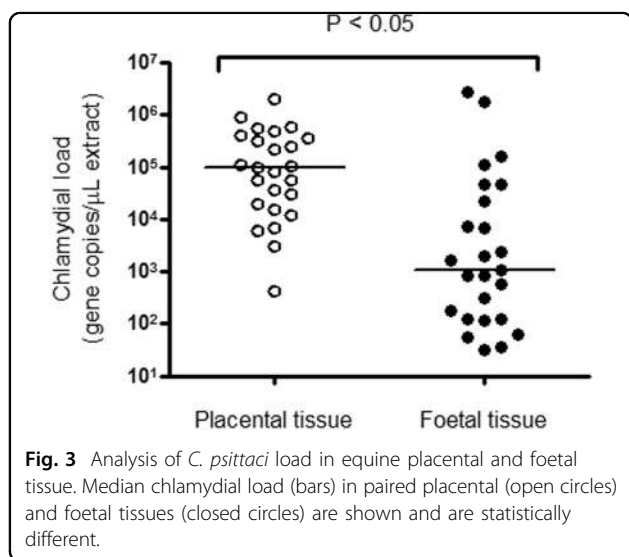 P < 0.05
10⁷
10⁶
10⁵
10⁴
10³
10²
10¹
Chlamydial load
(gene copies/μL extract)
Placental tissue Foetal tissue
Fig. 3 Analysis of C. psittaci load in equine placental and foetal
tissue. Median chlamydial load (bars) in paired placental (open circles)
and foetal tissues (closed circles) are shown and are statistically
different.